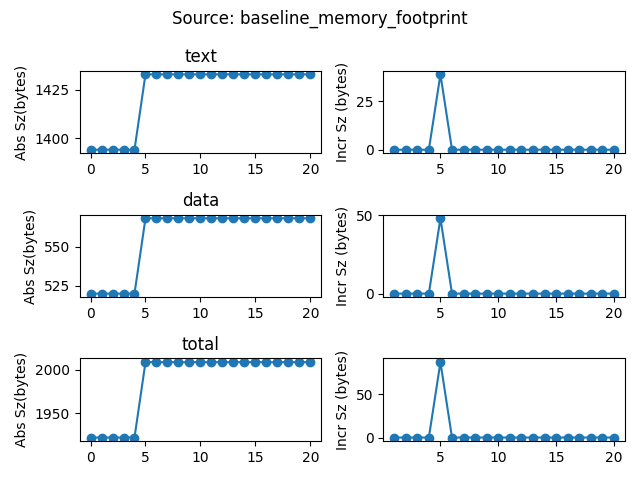 Source: baseline_memory_footprint
text
Abs Sz(bytes)
1425
1400
0 5 10 15 20
Incr Sz (bytes)
25
0
5 10 15 20
data
Abs Sz(bytes)
550
525
0 5 10 15 20
Incr Sz (bytes)
50
0
5 10 15 20
total
Abs Sz(bytes)
2000
1950
0 5 10 15 20
Incr Sz (bytes)
50
0
5 10 15 20